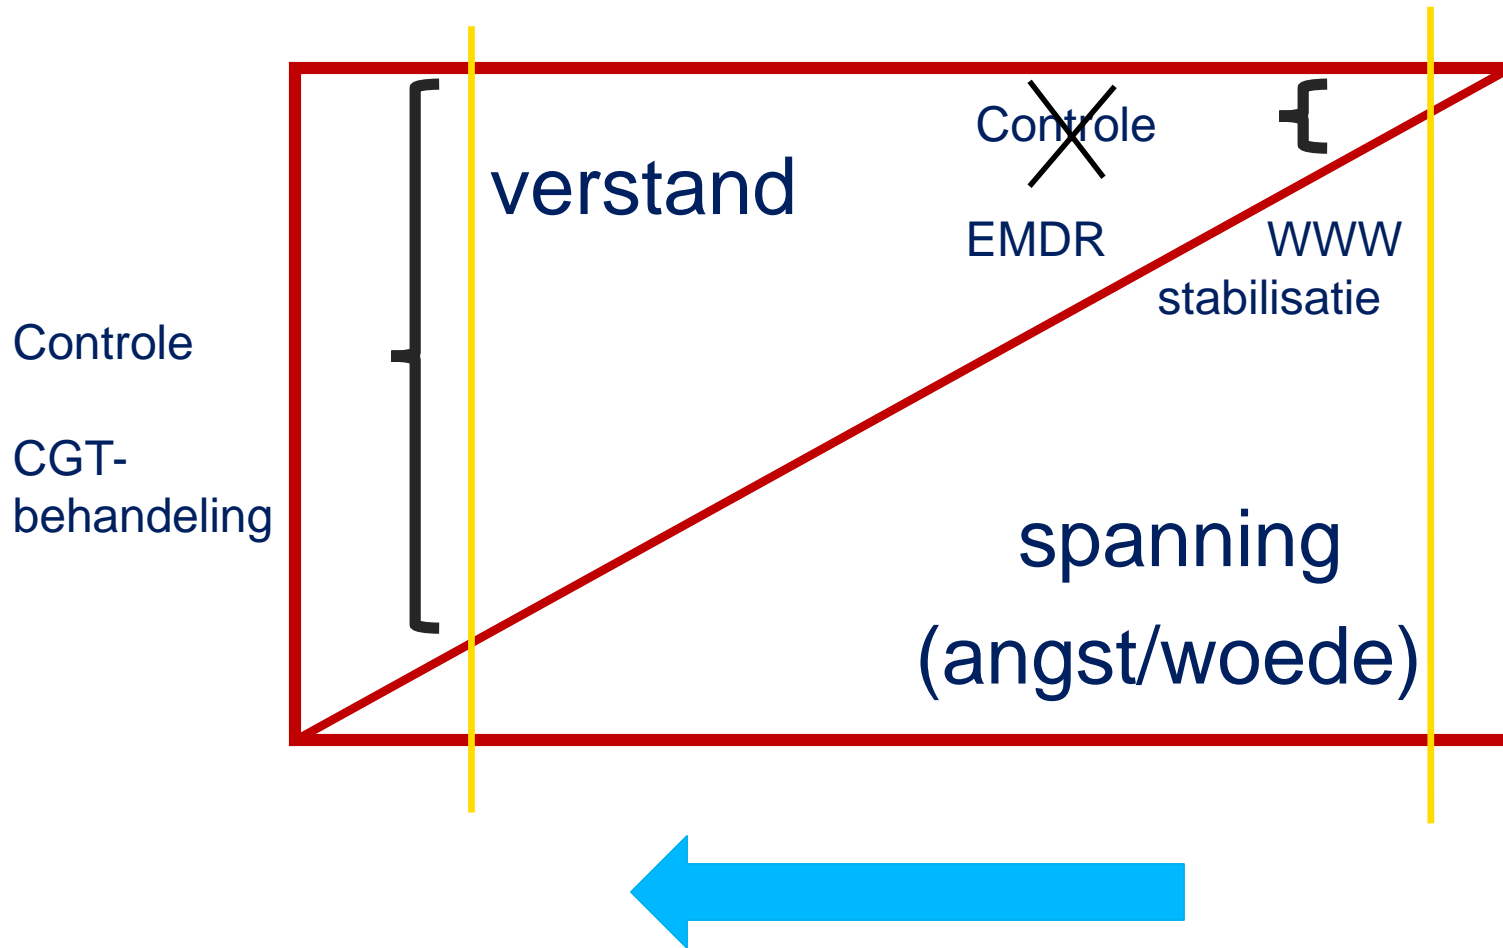 Controle
verstand
EMDR
WWW
stabilisatie
Controle
CGT-
behandeling
spanning
(angst/woede)